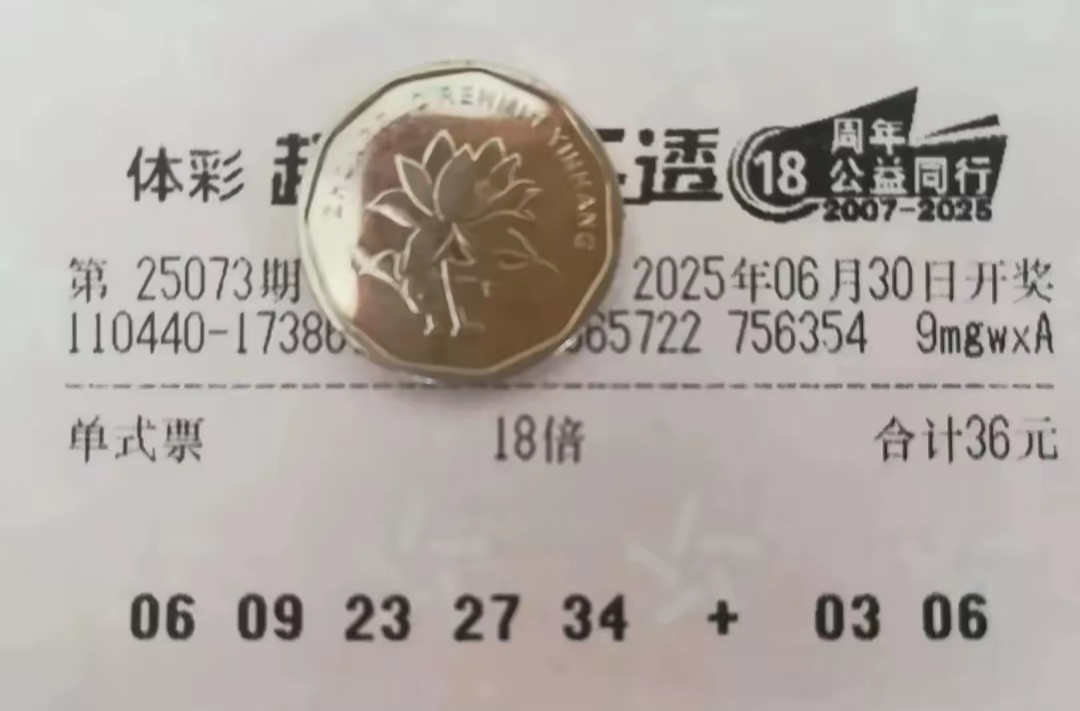 体彩 透 18 周年
公益同行
2007-2025
YINHANG
第 25073期 2025年06月30日开奖
110440-17386 65722 756354 9mgwxA
单式票 18倍 合计36元
06 09 23 27 34 + 03 06